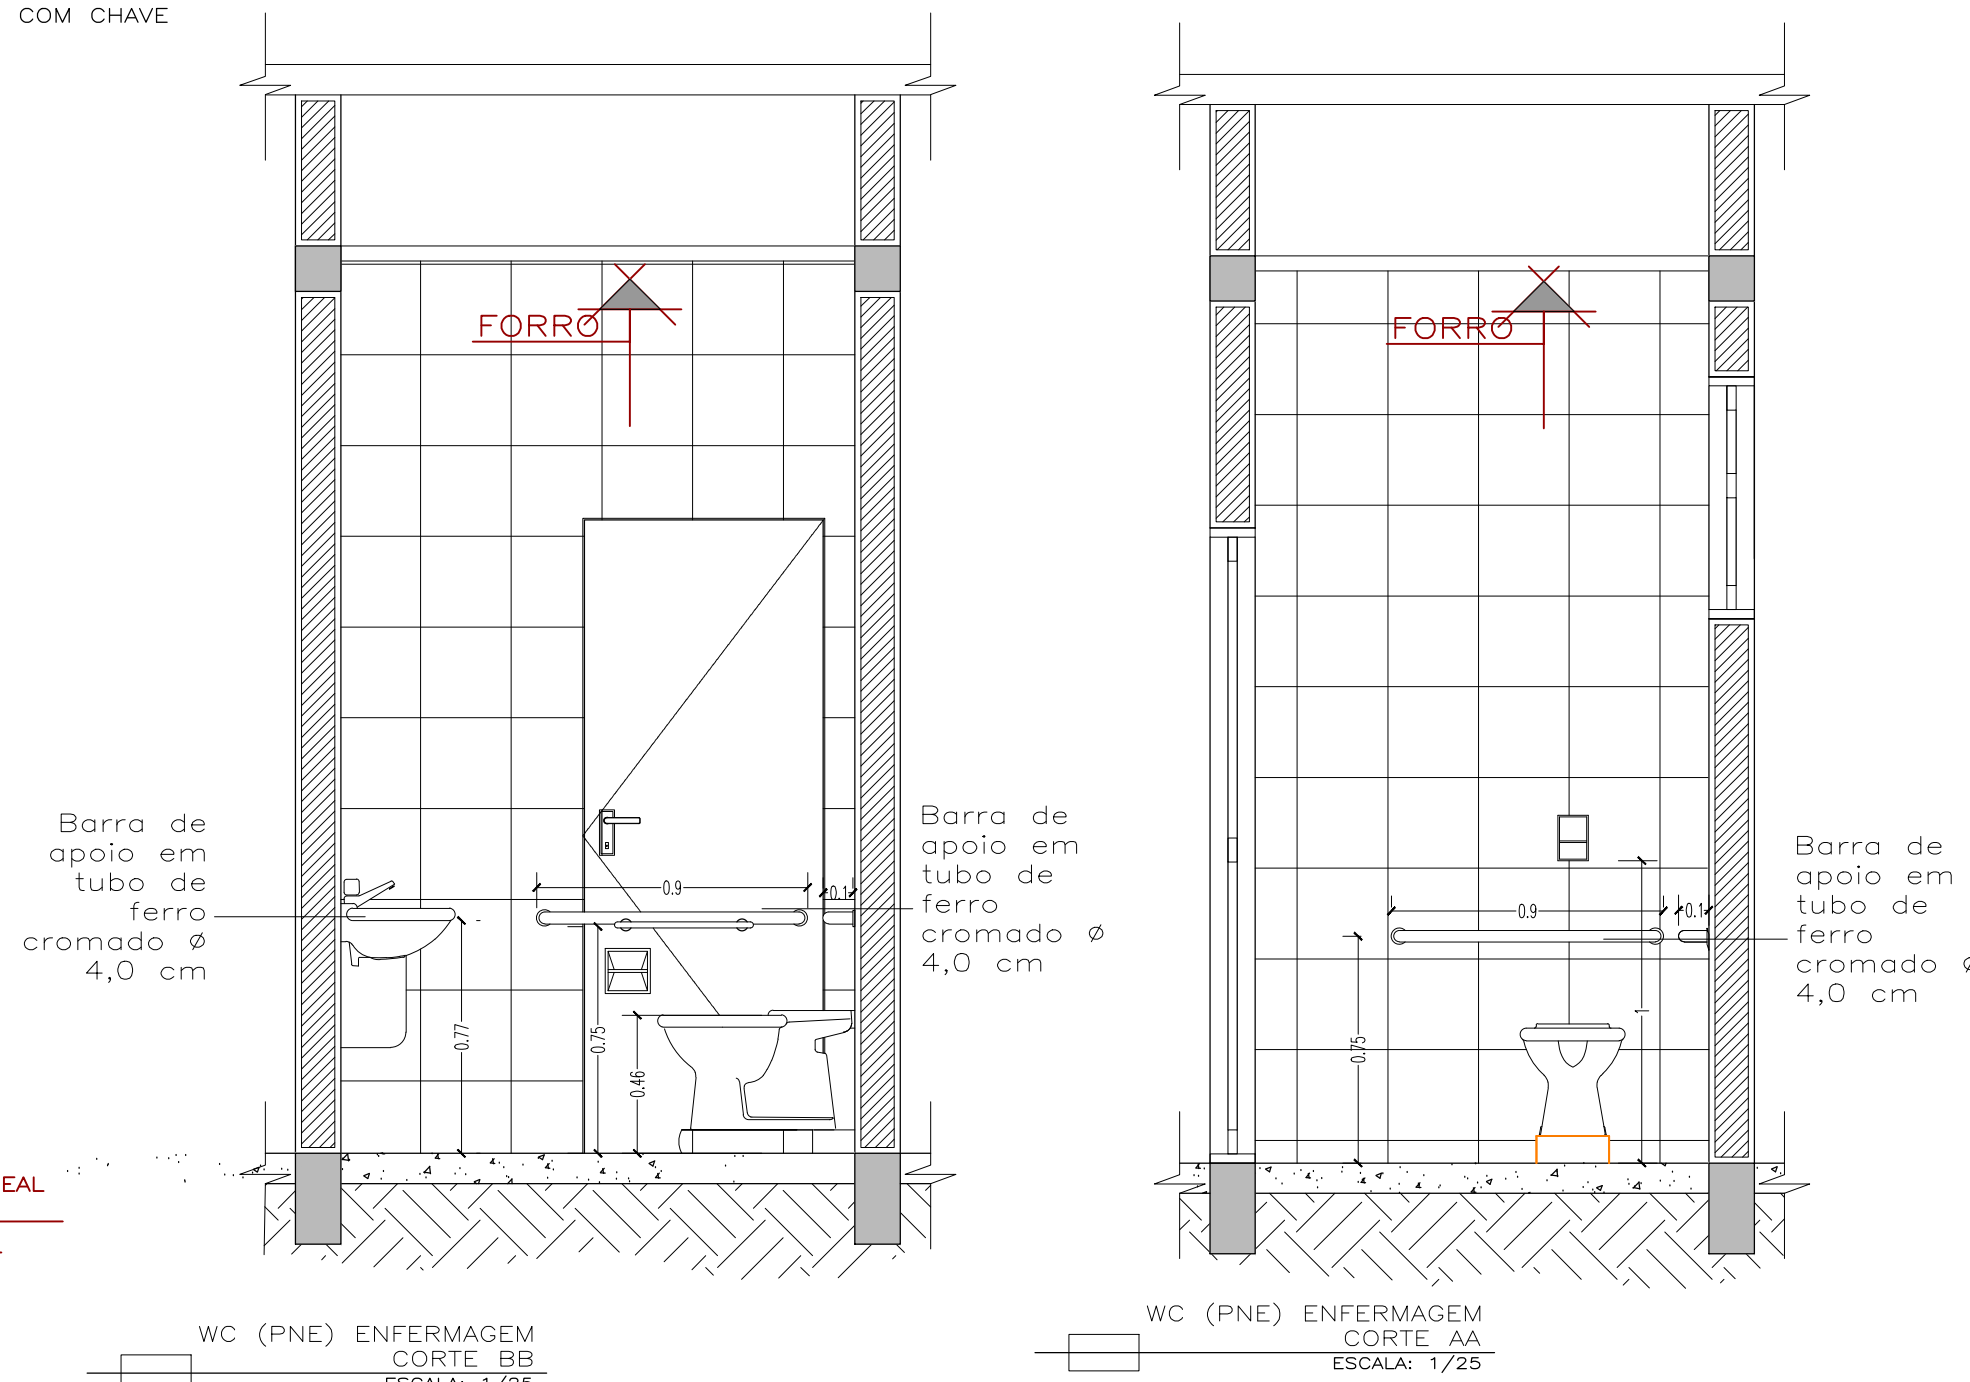 COM CHAVE
FORRO
FORRO
Barra de
apoio em
tubo de
ferro
cromado Ø
4,0 cm
Barra de
apoio em
tubo de
ferro
cromado Ø
4,0 cm
Barra de
apoio em
tubo de
ferro
cromado Ø
4,0 cm
0.9
0.1
0.77
0.75
0.46
0.9
0.1
0.75
1
EAL
WC (PNE) ENFERMAGEM
CORTE BB
ESCALA: 1/25
WC (PNE) ENFERMAGEM
CORTE AA
ESCALA: 1/25